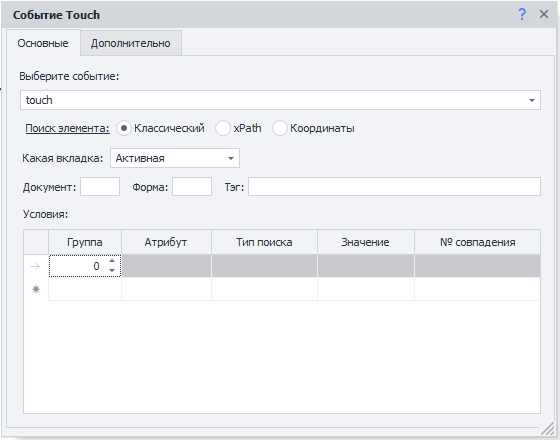 Событие Touch ?
Основные Дополнительно
Выберите событие:
touch
Поиск элемента: Классический xPath Координаты
Какая вкладка: Активная
Документ: Форма: Тэг:
Условия:
Группа Атрибут Тип поиска Значение № совпадения
0